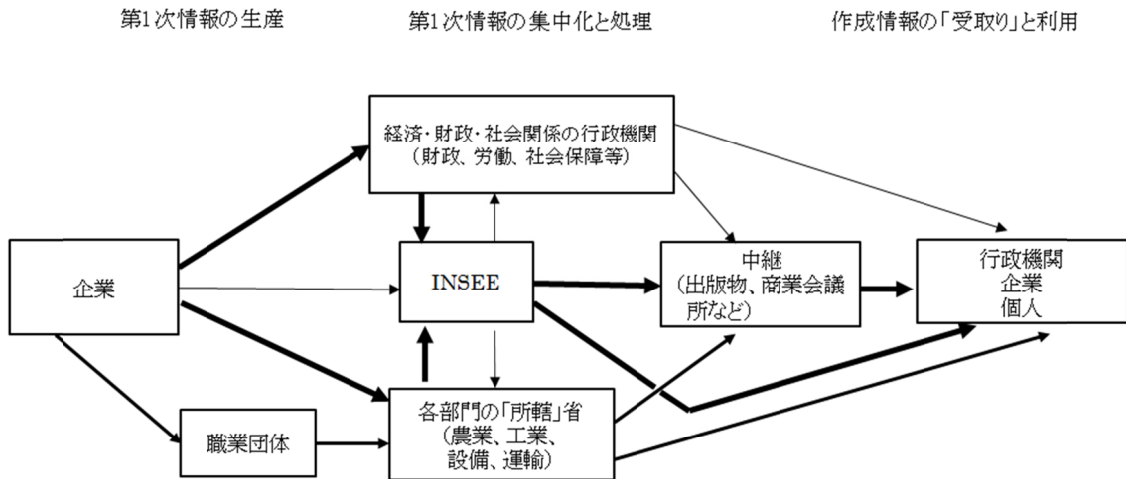 第1次情報の生産
第1次情報の集中化と処理
作成情報の「受取り」と利用
経済・財政・社会関係の行政機関
（財政、労働、社会保障等）
企業
INSEE
中継
（出版物、商業会議
所など）
行政機関
企業
個人
職業団体
各部門の「所轄」省
（農業、工業、
設備、運輸）